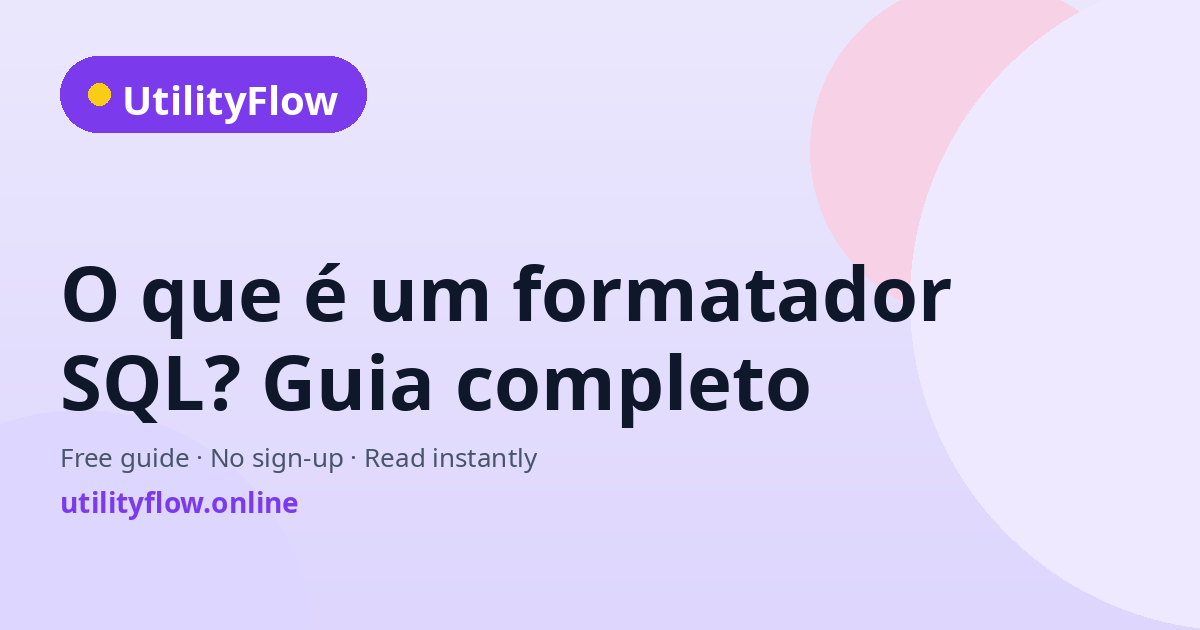 UtilityFlow
O que é um formatador
SQL? Guia completo
Free guide · No sign-up · Read instantly
utilityflow.online